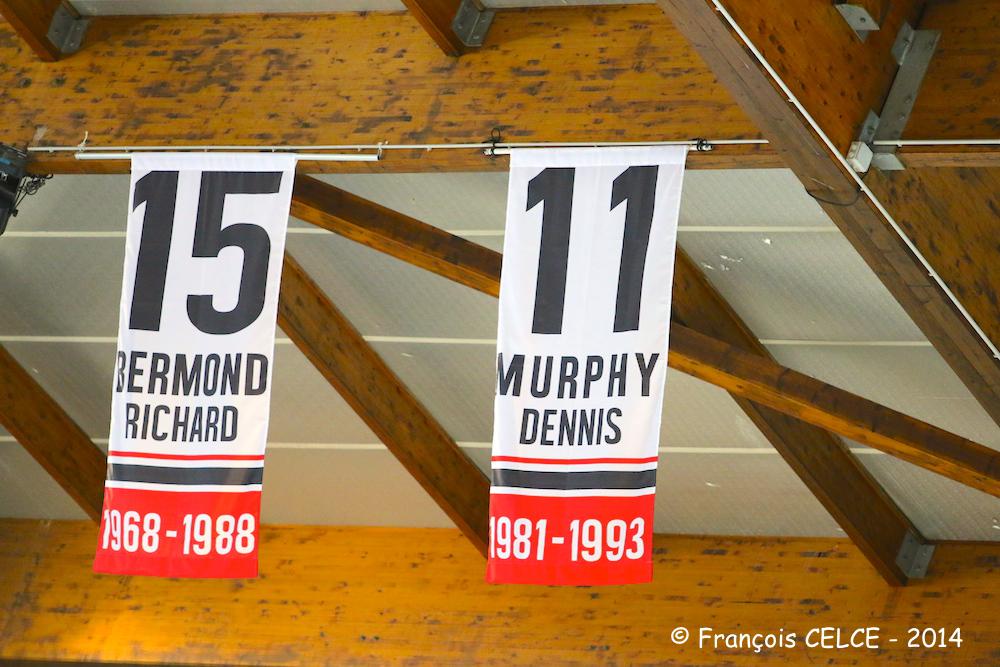 15
BERMOND
RICHARD
1968-1988
11
MURPHY
DENNIS
1981-1993
© François CELCE - 2014